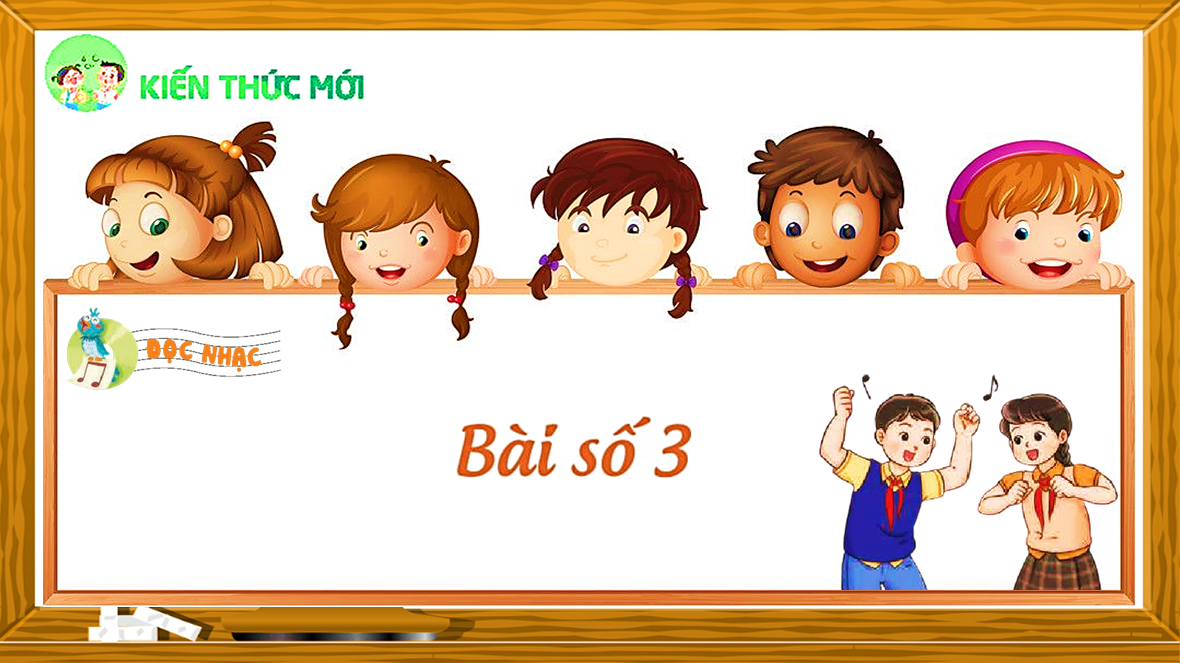 KIẾN THỨC MỚI
ĐỌC NHẠC
Bài số 3